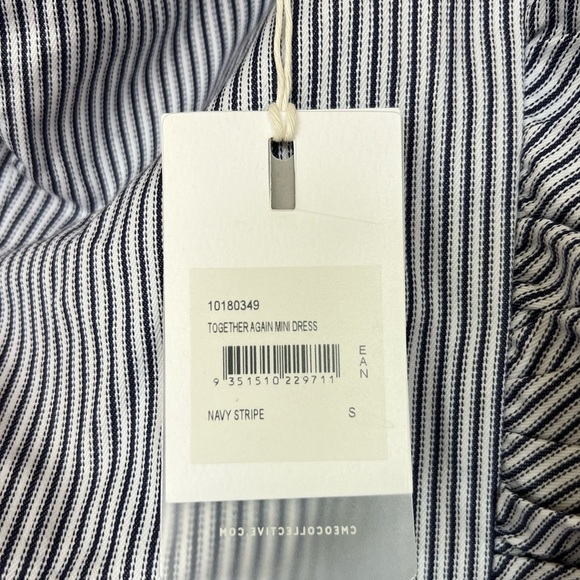 10180349
TOGETHER AGAIN MINI DRESS
EAN
9 351510 229711
NAVY STRIPE S
CMEOCOLLECTIVE.COM